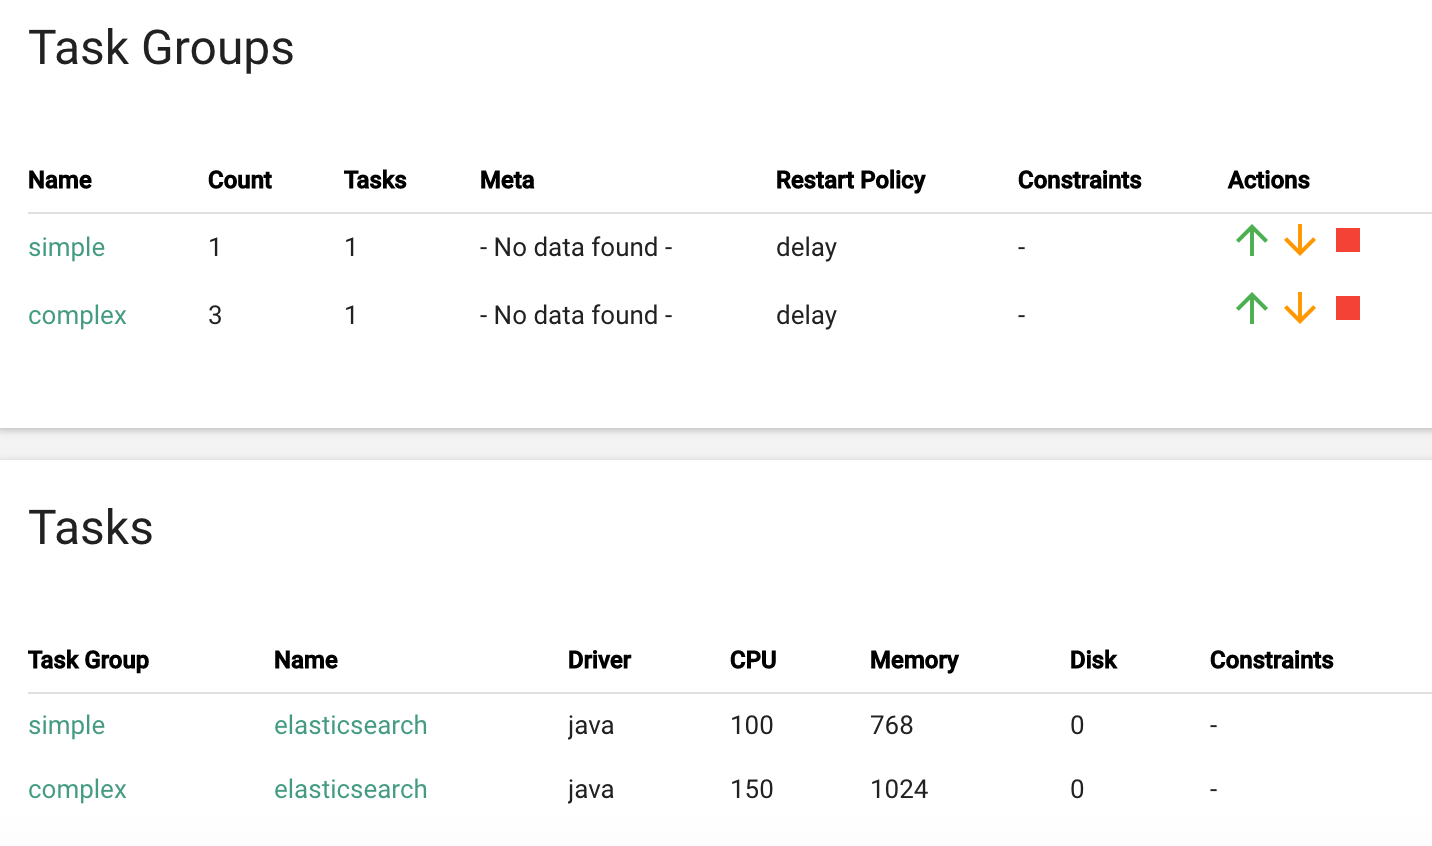 Task Groups
Name Count Tasks Meta Restart Policy Constraints Actions
simple 1 1 - No data found - delay -
complex 3 1 - No data found - delay -
Tasks
Task Group Name Driver CPU Memory Disk Constraints
simple elasticsearch java 100 768 0 -
complex elasticsearch java 150 1024 0 -